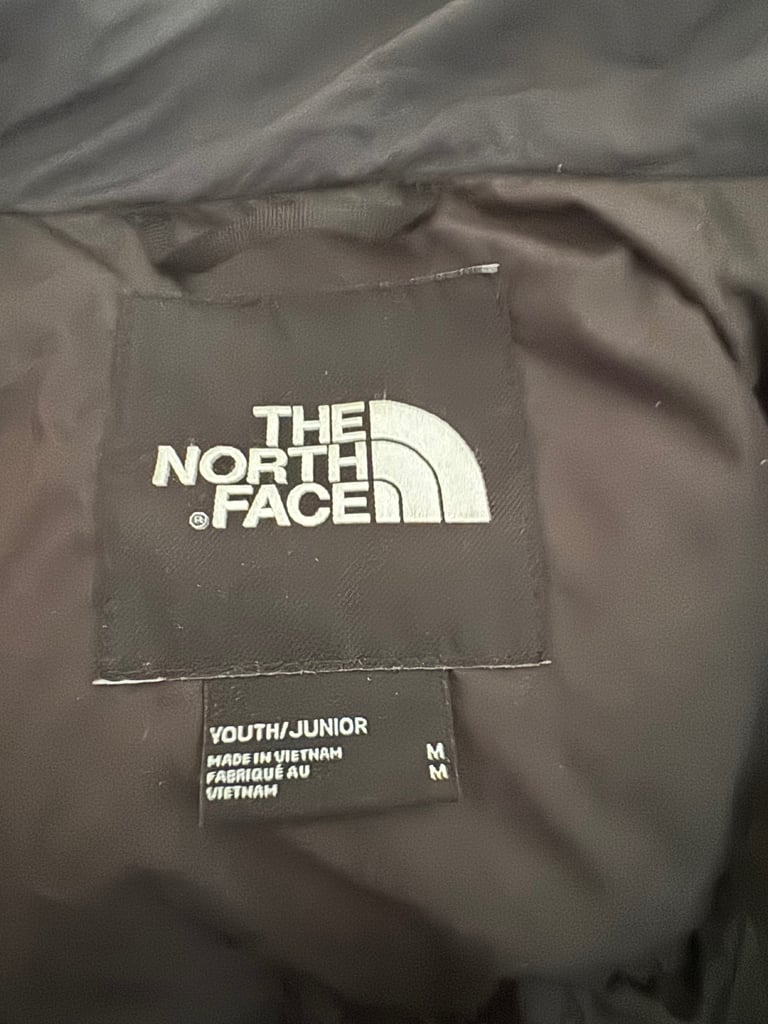 THE
NORTH
® FACE
YOUTH/JUNIOR
MADE IN VIETNAM M
FABRIQUÉ AU M
VIETNAM